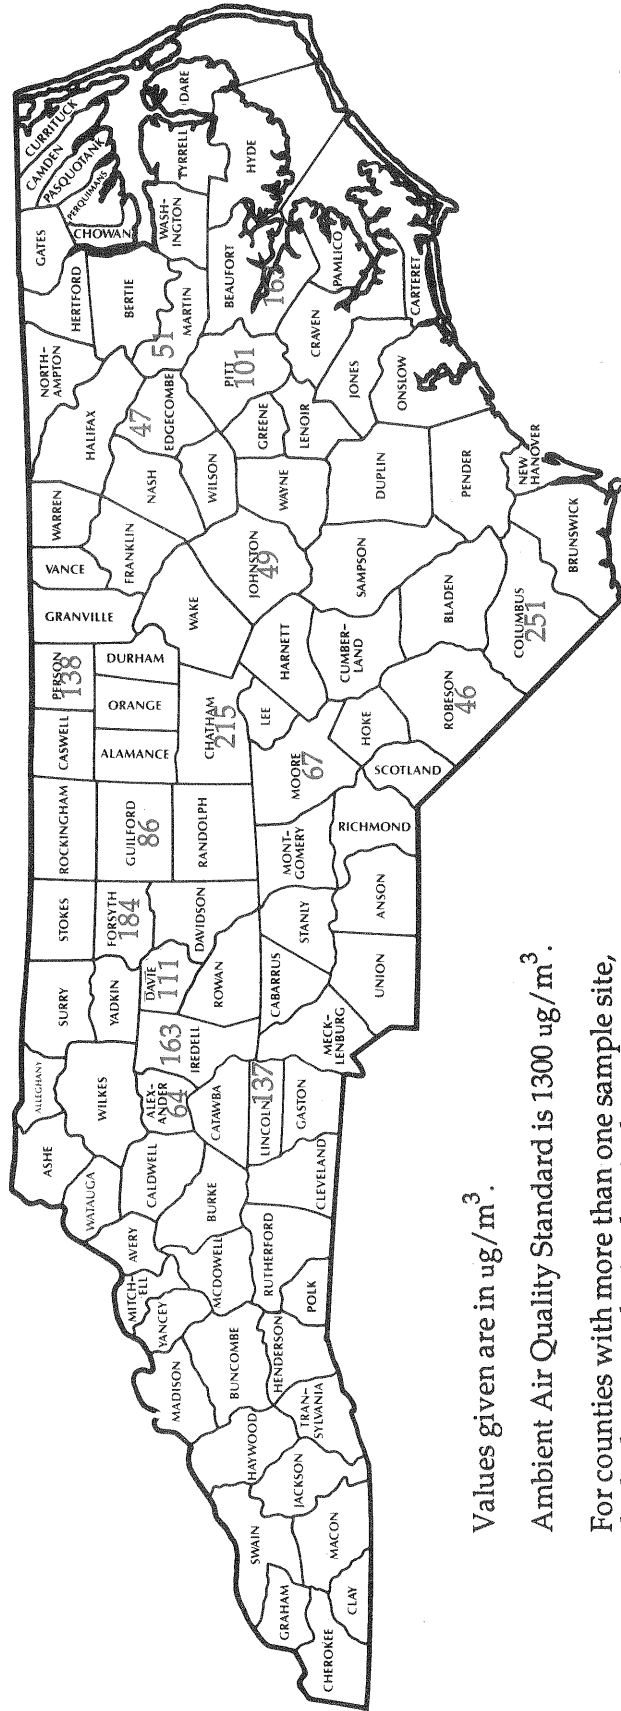 CURRITUCK
CAMDEN
PASQUOTANK
PERQUIMANS
GATES
CHOWAN
HERTFORD
NORTH-
AMPTON
WARREN
VANCE
GRANVILLE
PERSON
138
CASWELL
ROCKINGHAM
STOKES
SURRY
ALLEGHANY
ASHE
WATAUGA
WILKES
YADKIN
FORSYTH
184
GUILFORD
86
ALAMANCE
ORANGE
DURHAM
FRANKLIN
HALIFAX
BERTIE
WASH-
INGTON
TYRRELL
DARE
HYDE
BEAUFORT
MARTIN
51
EDGECOMBE
47
NASH
WILSON
PITT
101
WAKE
JOHNSTON
49
CHATHAM
215
RANDOLPH
DAVIDSON
DAVIE
111
ROWAN
IREDELL
163
ALEX-
ANDER
64
CATAWBA
CALDWELL
BURKE
AVERY
MITCH-
ELL
YANCEY
MCDOWELL
MADISON
BUNCOMBE
HAYWOOD
SWAIN
GRAHAM
CHEROKEE
CLAY
MACON
JACKSON
TRAN-
SYLVANIA
HENDERSON
POLK
RUTHERFORD
CLEVELAND
LINCOLN
137
GASTON
MECK-
LENBURG
CABARRUS
STANLY
UNION
ANSON
MONT-
GOMERY
RICHMOND
MOORE
67
LEE
HARNETT
HOKE
SCOTLAND
CUMBER-
LAND
ROBESON
46
SAMPSON
BLADEN
COLUMBUS
251
BRUNSWICK
NEW
HANOVER
PENDER
DUPLIN
WAYNE
GREENE
LENOIR
JONES
ONSLOW
CRAVEN
PAMLICO
CARTERET
Values given are in ug/m³.
Ambient Air Quality Standard is 1300 ug/m³.
For counties with more than one sample site,